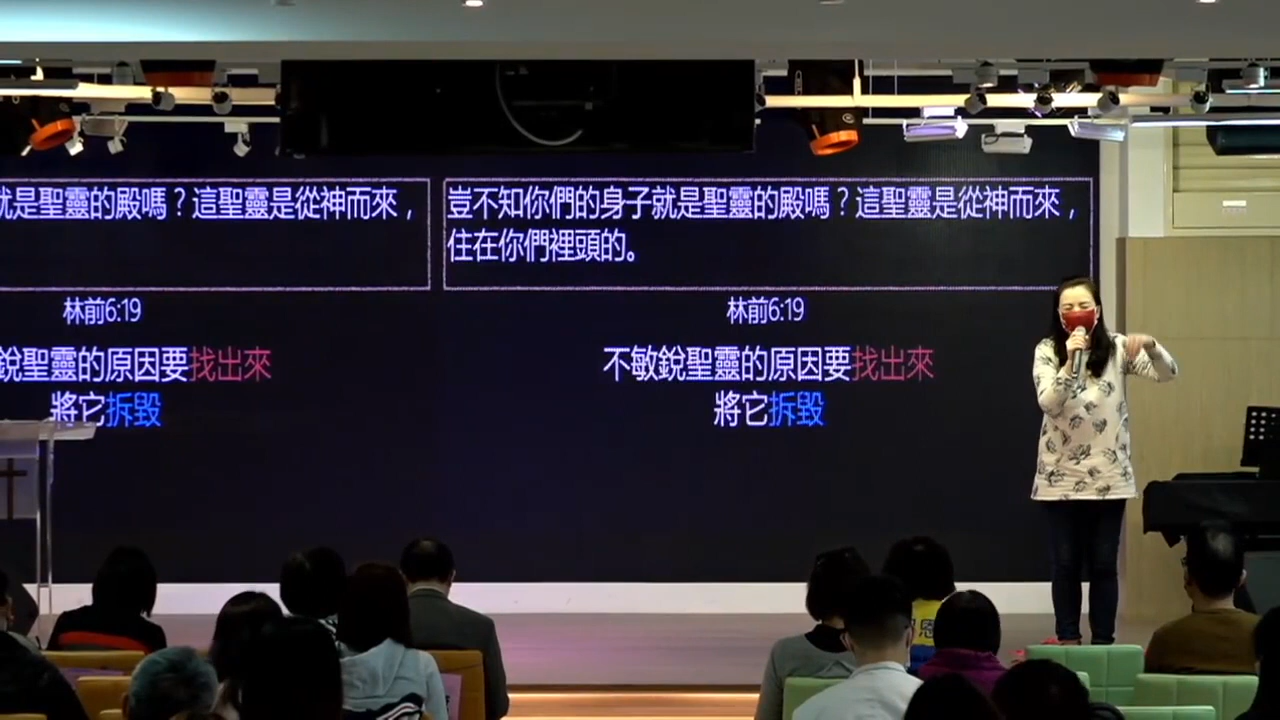 就是聖靈的殿嗎？這聖靈是從神而來，
林前6:19
銳聖靈的原因要找出來
將它拆毀
豈不知你們的身子就是聖靈的殿嗎？這聖靈是從神而來，
住在你們裡頭的。
林前6:19
不敏銳聖靈的原因要找出來
將它拆毀
恩